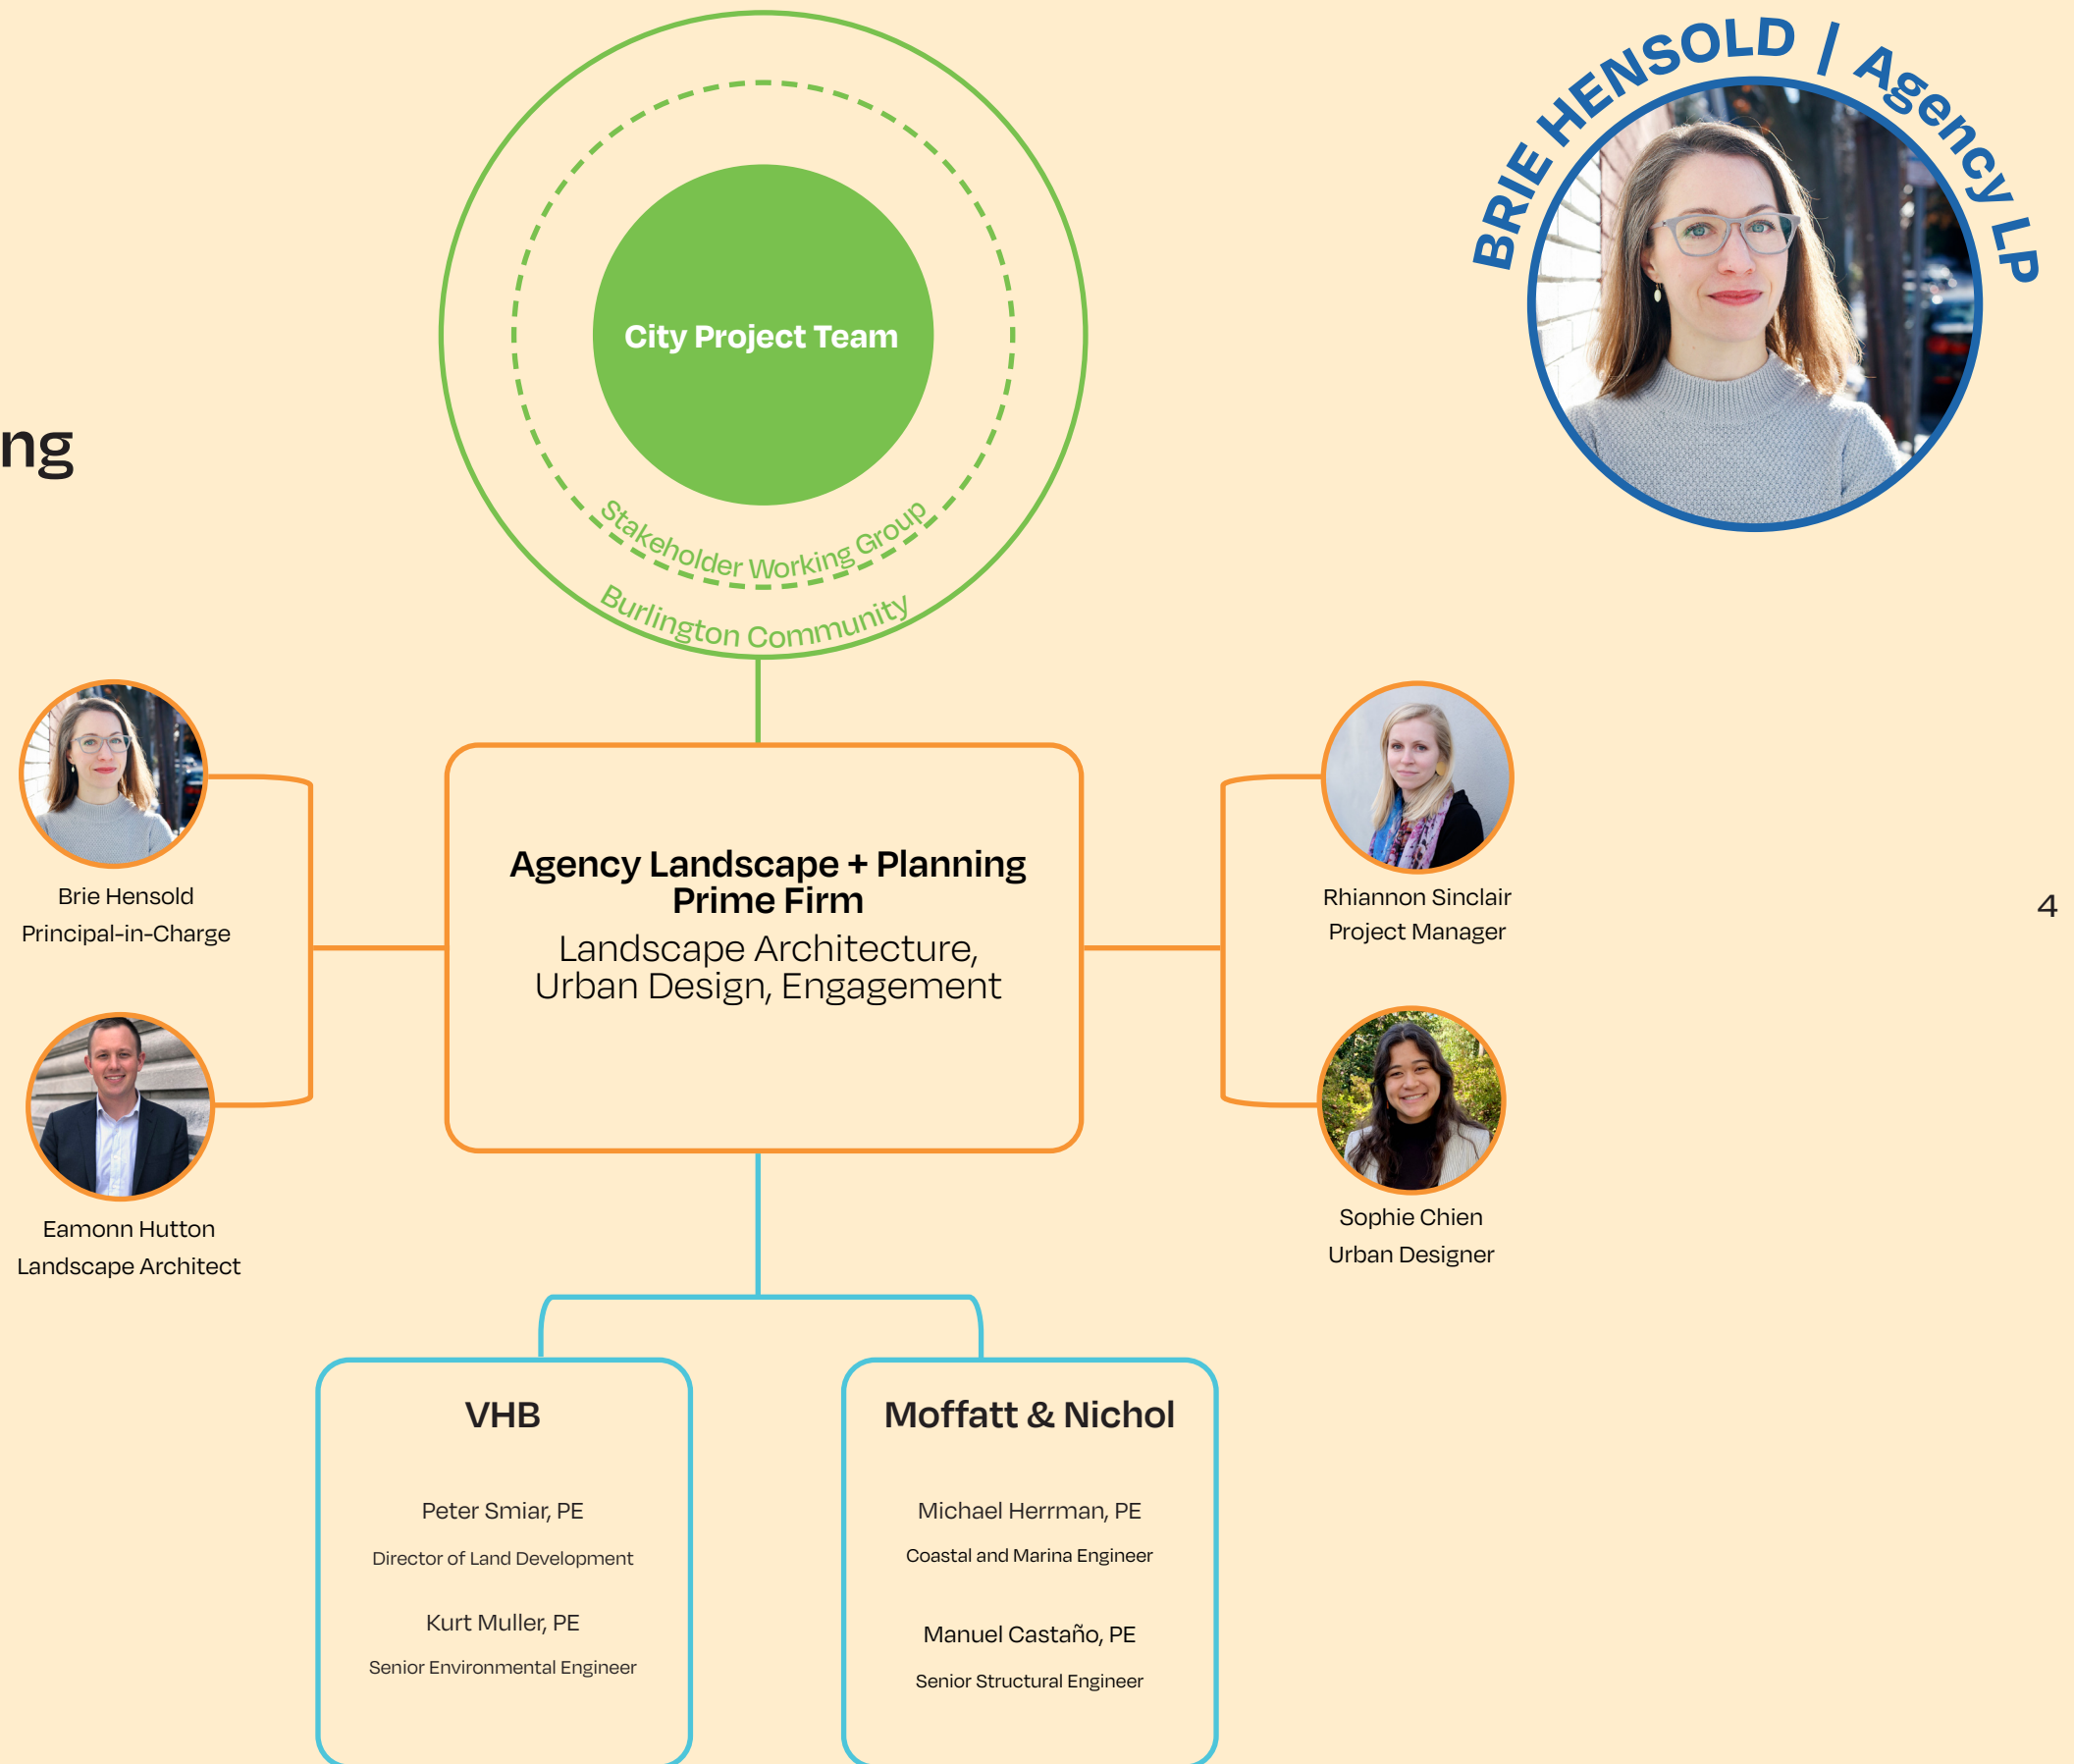 BRIE HENSOLD | Agency LP
City Project Team
ng
Stakeholder Working Group
Burlington Community
Agency Landscape + Planning
Prime Firm
Landscape Architecture,
Urban Design, Engagement
Brie Hensold
Principal-in-Charge
Rhiannon Sinclair
Project Manager
4
Eamonn Hutton
Landscape Architect
Sophie Chien
Urban Designer
VHB
Peter Smiar, PE
Director of Land Development
Kurt Muller, PE
Senior Environmental Engineer
Moffatt & Nichol
Michael Herrman, PE
Coastal and Marina Engineer
Manuel Castaño, PE
Senior Structural Engineer